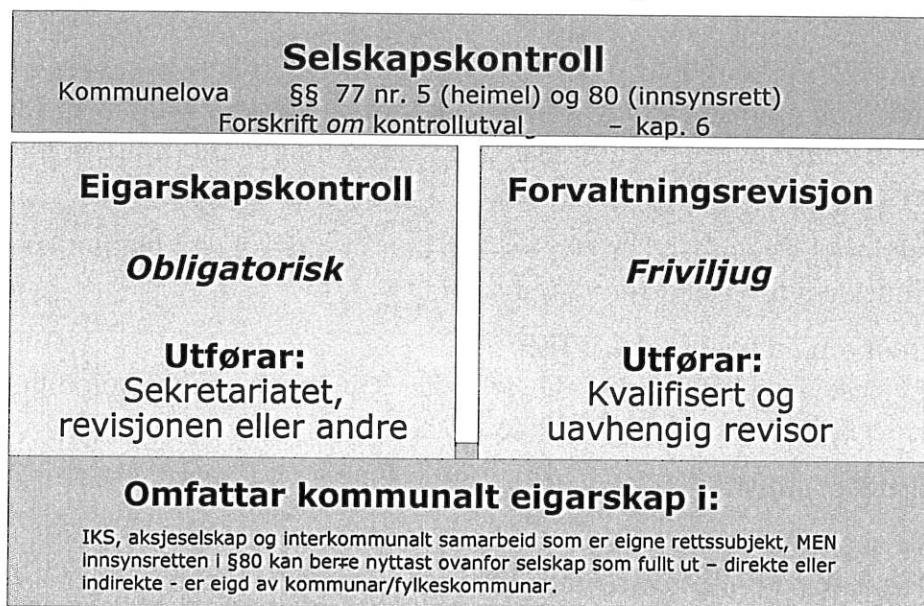 Selskapskontroll
Kommunelova §§ 77 nr. 5 (heimel) og 80 (innsynsrett)
Forskrift om kontrollutval – kap. 6
Eigarskapskontroll
Obligatorisk
Utførar:
Sekretariatet,
revisjonen eller andre
Forvaltningsrevisjon
Friviljug
Utførar:
Kvalifisert og
uavhengig revisor
Omfattar kommunalt eigarskap i:
IKS, aksjeselskap og interkommunalt samarbeid som er eigne rettssubjekt, MEN
innsynsretten i §80 kan berre nyttast ovanfor selskap som fullt ut – direkte eller
indirekte - er eigd av kommunar/fylkeskommunar.